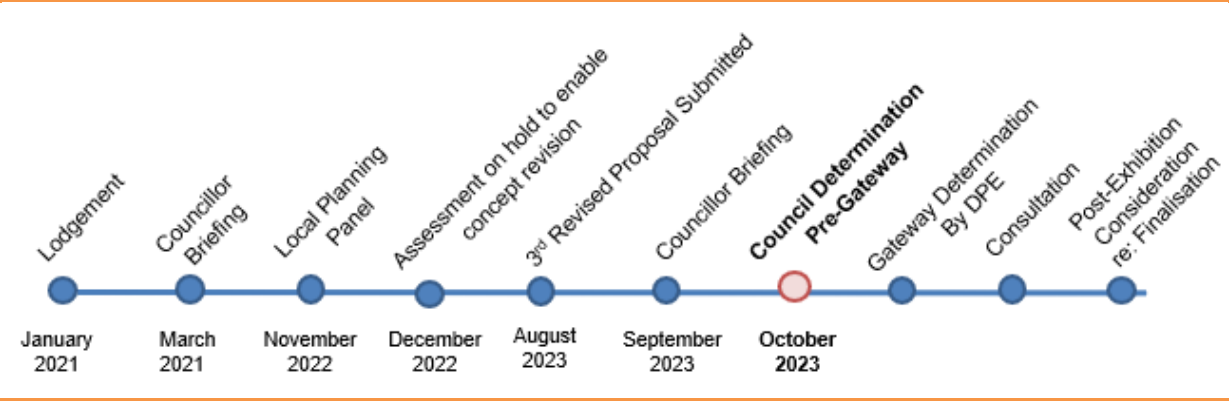 Lodgement
Councillor
Briefing
Local Planning
Panel
Assessment on hold to enable
concept revision
3rd Revised Proposal Submitted
Councillor Briefing
Council Determination
Pre-Gateway
Gateway Determination
By DPE
Consultation
Post-Exhibition
Consideration
re: Finalisation
January
2021
March
2021
November
2022
December
2022
August
2023
September
2023
October
2023